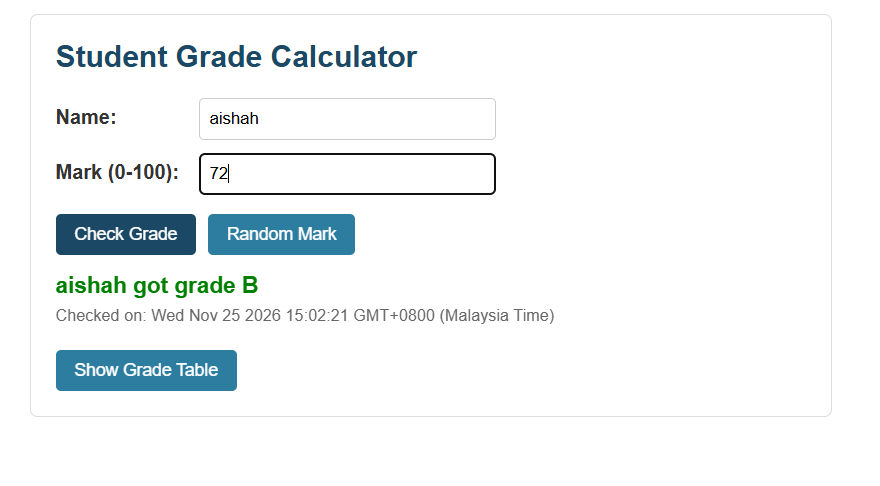 Student Grade Calculator
Name: aishah
Mark (0-100): 72
Check Grade Random Mark
aishah got grade B
Checked on: Wed Nov 25 2026 15:02:21 GMT+0800 (Malaysia Time)
Show Grade Table